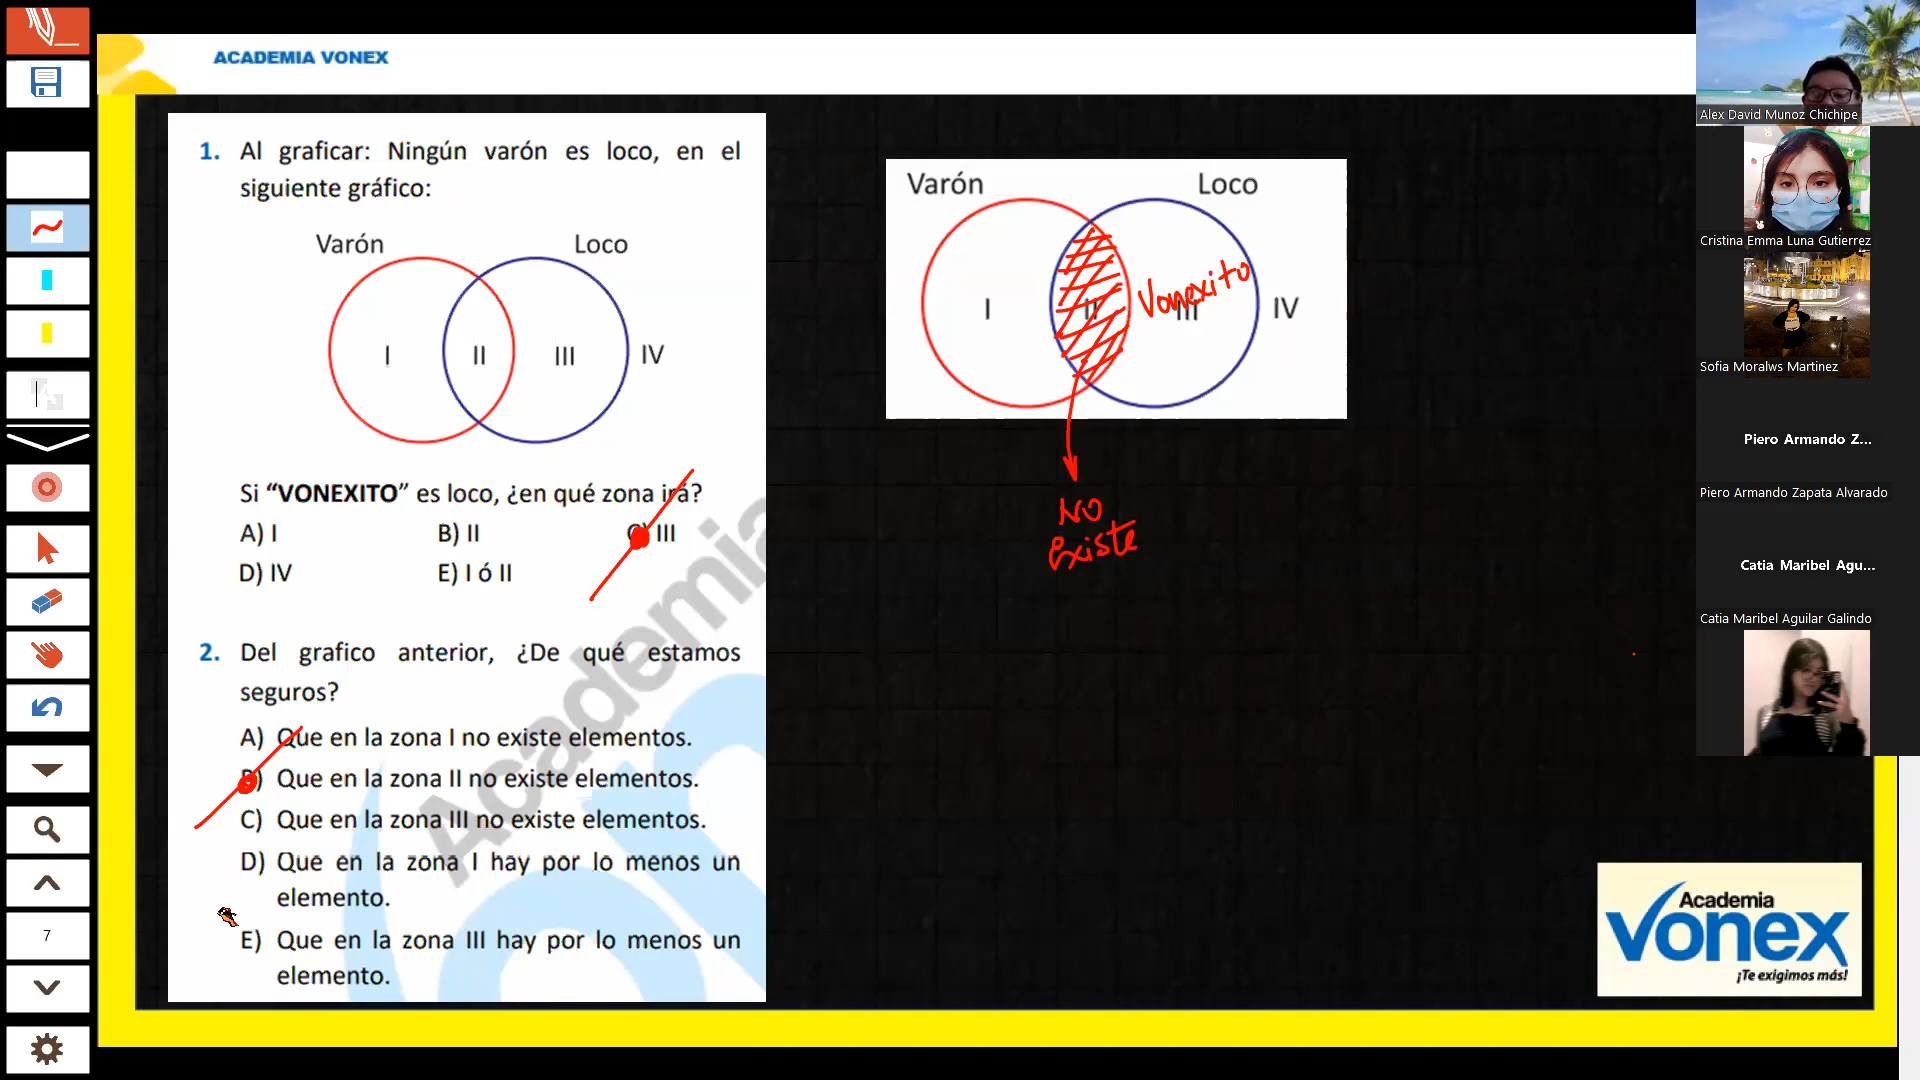 ACADEMIA VONEX
1. Al graficar: Ningún varón es loco, en el
siguiente gráfico:
Varón Loco
I II III IV
Si “VONEXITO” es loco, ¿en qué zona irá?
A) I B) II C) III
D) IV E) I ó II
2. Del grafico anterior, ¿De qué estamos
seguros?
A) Que en la zona I no existe elementos.
B) Que en la zona II no existe elementos.
C) Que en la zona III no existe elementos.
D) Que en la zona I hay por lo menos un
elemento.
E) Que en la zona III hay por lo menos un
elemento.
Academia
Varón Loco
I II III IV
Vonexito
NO
Existe
Alex David Munoz Chichipe
Cristina Emma Luna Gutierrez
Sofia Moralws Martinez
Piero Armando Z...
Piero Armando Zapata Alvarado
Catia Maribel Agu...
Catia Maribel Aguilar Galindo
Academia
Vonex
¡Te exigimos más!
7